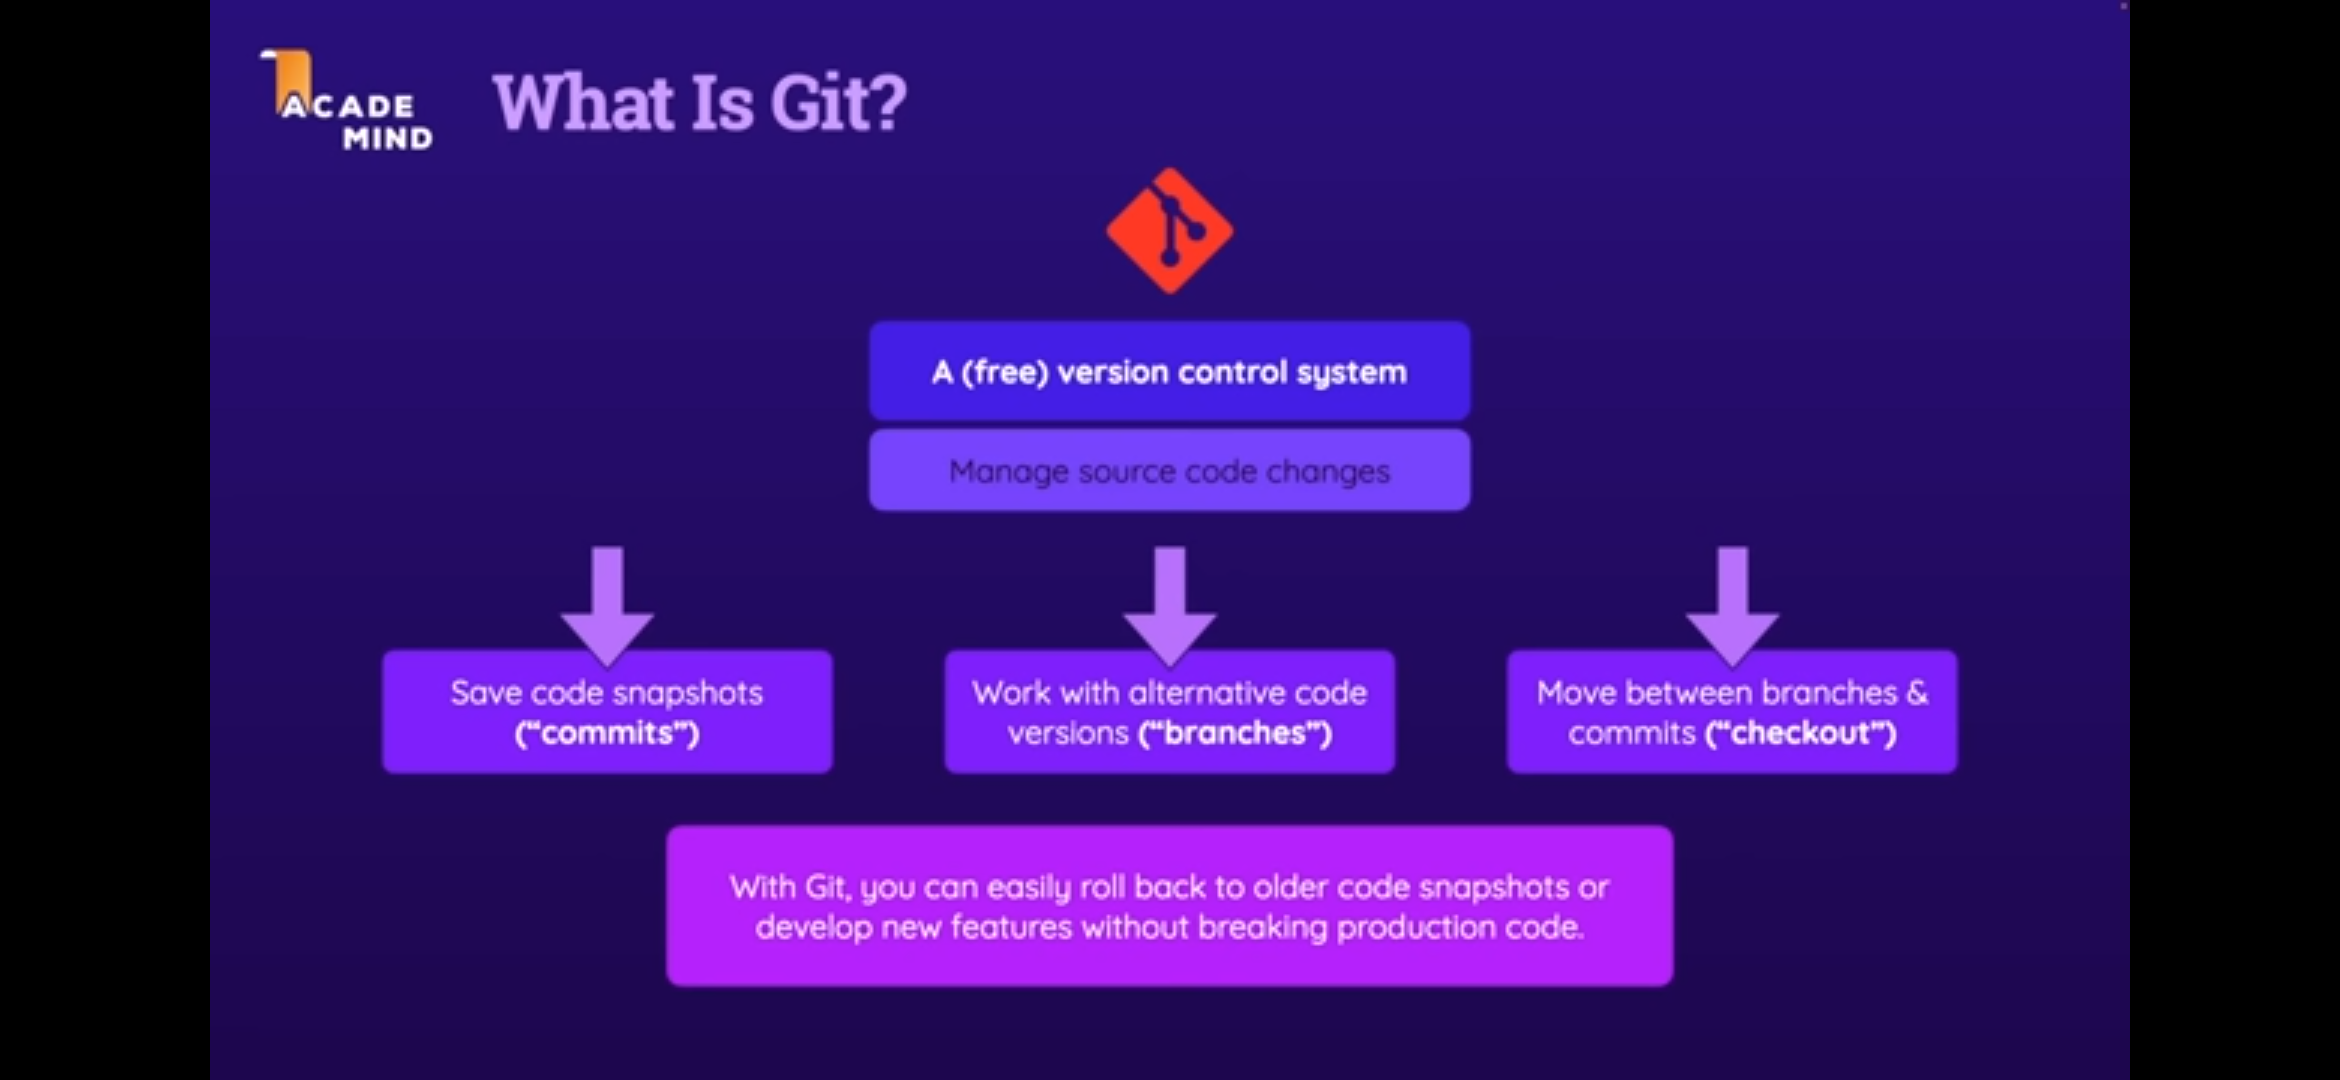 ACADE
MIND
What Is Git?
A (free) version control system
Manage source code changes
Save code snapshots
(“commits”)
Work with alternative code
versions (“branches”)
Move between branches &
commits (“checkout”)
With Git, you can easily roll back to older code snapshots or
develop new features without breaking production code.